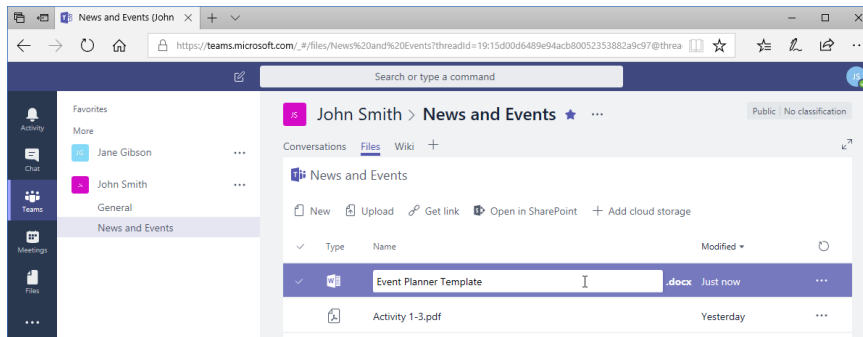 News and Events (John
https://teams.microsoft.com/_#/files/News%20and%20Events?threadId=19:15d00d6489e94acb80052353882a9c97@threa
Search or type a command
JS
Activity
Chat
Teams
Meetings
Files
Favorites
More
JG Jane Gibson
JS John Smith
General
News and Events
JS John Smith > News and Events
Public No classification
Conversations Files Wiki
News and Events
New Upload Get link Open in SharePoint Add cloud storage
Type Name Modified
Event Planner Template .docx Just now
Activity 1-3.pdf Yesterday